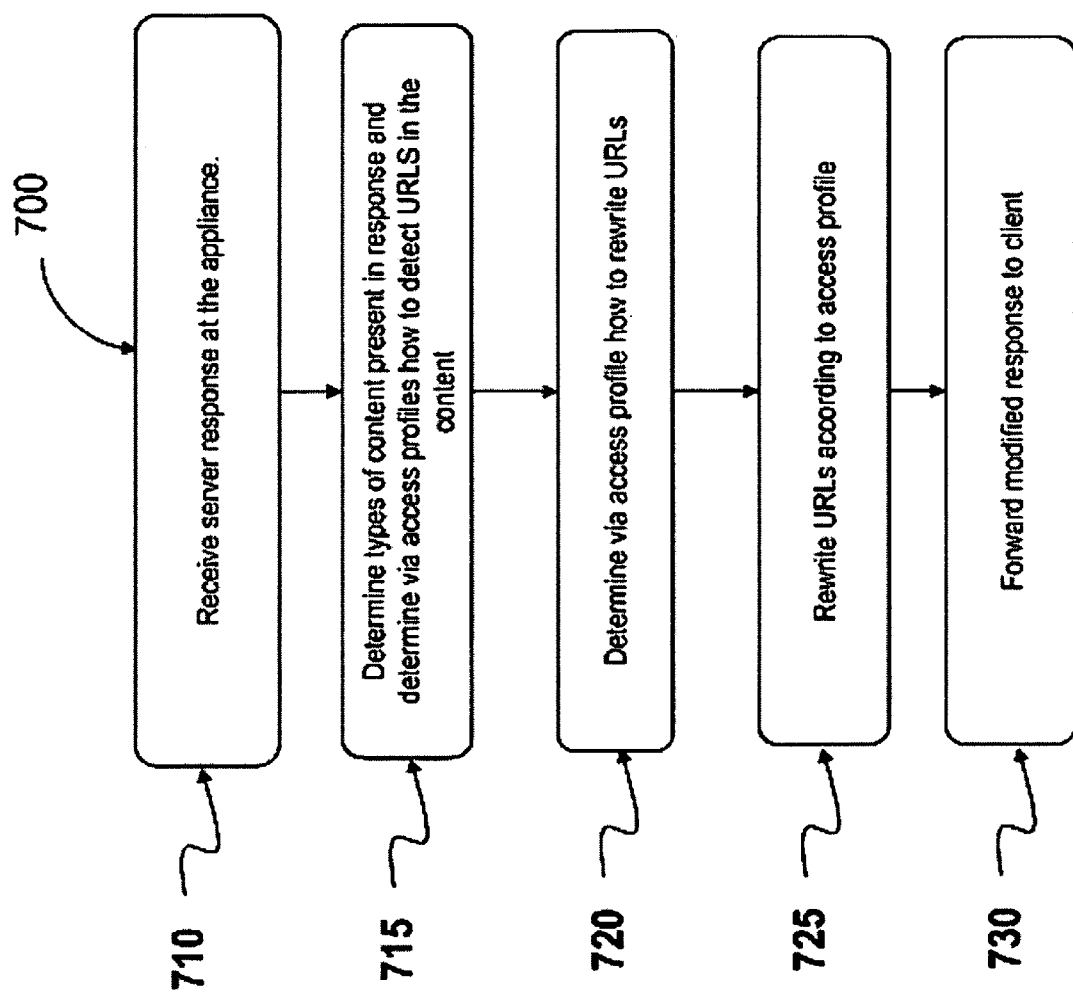 700
710
Receive server response at the appliance.
715
Determine types of content present in response and
determine via access profiles how to detect URLS in the
content
720
Determine via access profile how to rewrite URLs
725
Rewrite URLs according to access profile
730
Forward modified response to client